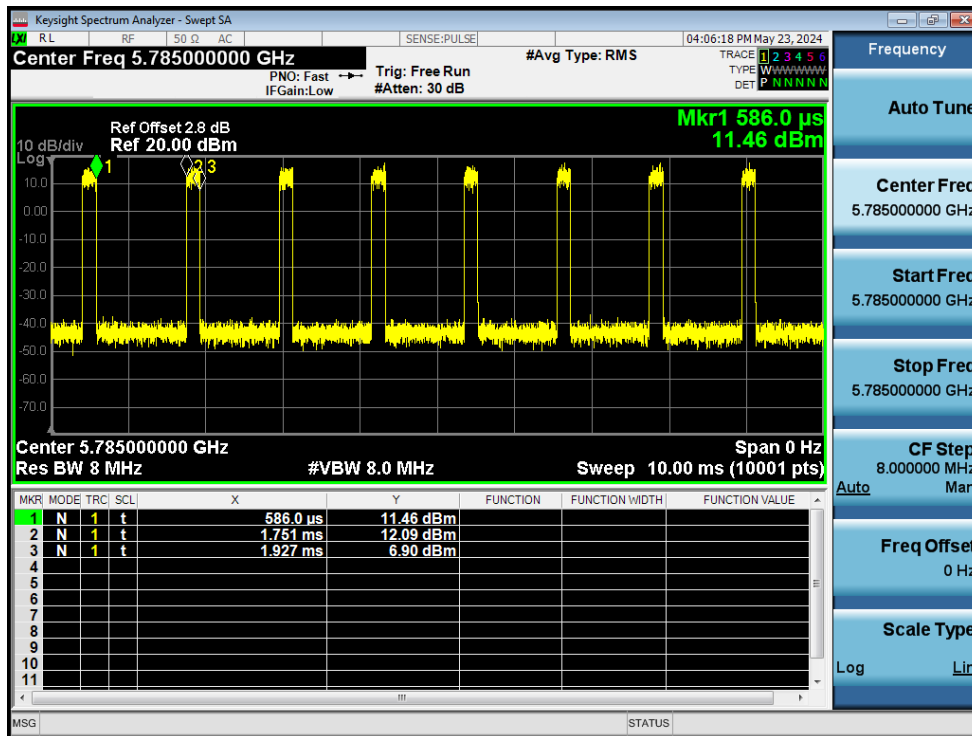 Keysight Spectrum Analyzer - Swept SA
LXI RL RF 50 Ω AC SENSE:PULSE 04:06:18 PM May 23, 2024
Center Freq 5.785000000 GHz #Avg Type: RMS TRACE 1 2 3 4 5 6
PNO: Fast Trig: Free Run TYPE WWWWWW
IFGain:Low #Atten: 30 dB DET P N N N N N
Mkr1 586.0 µs
11.46 dBm
Ref Offset 2.8 dB
10 dB/div Ref 20.00 dBm
Log
1 2 3
10.0
0.00
-10.0
-20.0
-30.0
-40.0
-50.0
-60.0
-70.0
Center 5.785000000 GHz Span 0 Hz
Res BW 8 MHz #VBW 8.0 MHz Sweep 10.00 ms (10001 pts)
MKR MODE TRC SCL X Y FUNCTION FUNCTION WIDTH FUNCTION VALUE
1 N 1 t 586.0 µs 11.46 dBm
2 N 1 t 1.751 ms 12.09 dBm
3 N 1 t 1.927 ms 6.90 dBm
4
5
6
7
8
9
10
11
MSG STATUS
Frequency
Auto Tune
Center Freq
5.785000000 GHz
Start Freq
5.785000000 GHz
Stop Freq
5.785000000 GHz
CF Step
8.000000 MHz
Auto Man
Freq Offset
0 Hz
Scale Type
Log Lin